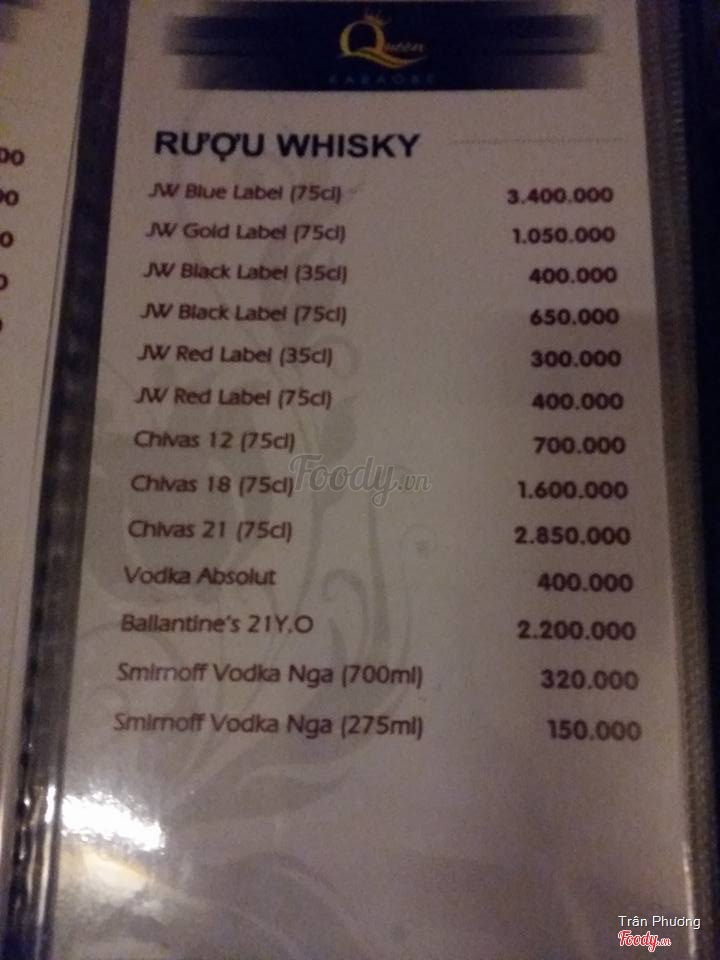 Queen
KARAOKE
RƯỢU WHISKY
JW Blue Label (75cl) 3.400.000
JW Gold Label (75cl) 1.050.000
JW Black Label (35cl) 400.000
JW Black Label (75cl) 650.000
JW Red Label (35cl) 300.000
JW Red Label (75cl) 400.000
Chivas 12 (75cl) 700.000
Chivas 18 (75cl) 1.600.000
Chivas 21 (75cl) 2.850.000
Vodka Absolut 400.000
Ballantine's 21Y.O 2.200.000
Smirnoff Vodka Nga (700ml) 320.000
Smirnoff Vodka Nga (275ml) 150.000
Foody.vn
Trân Phương
Foody.vn